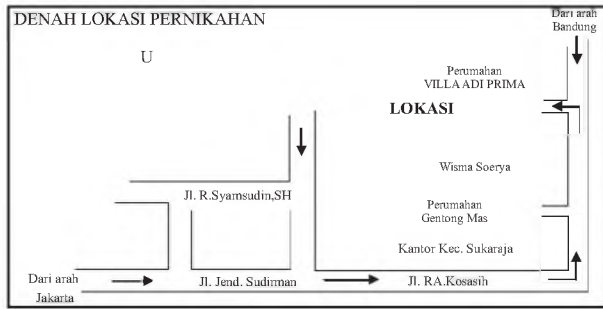 DENAH LOKASI PERNIKAHAN
Dari arah
Bandung
U
Perumahan
VILLA ADI PRIMA
LOKASI
Wisma Soerya
Jl. R.Syamsudin,SH
Perumahan
Gentong Mas
Kantor Kec. Sukaraja
Dari arah
Jakarta
Jl. Jend. Sudirman
Jl. RA.Kosasih